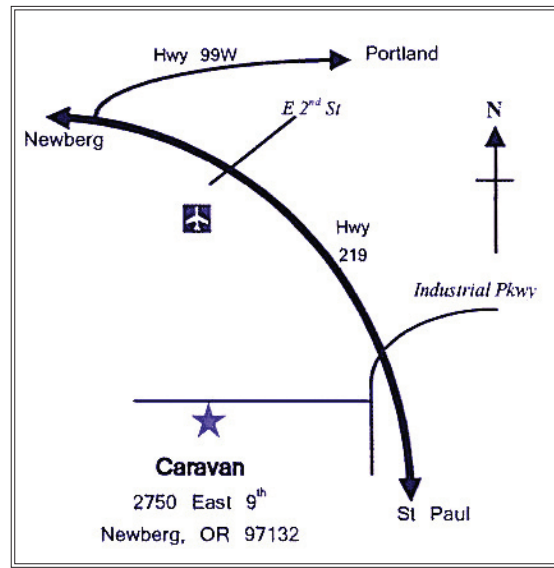 Hwy 99W
Portland
E 2nd St
N
Newberg
Hwy
219
Industrial Pkwy
Caravan
2750 East 9th
Newberg, OR 97132
St Paul